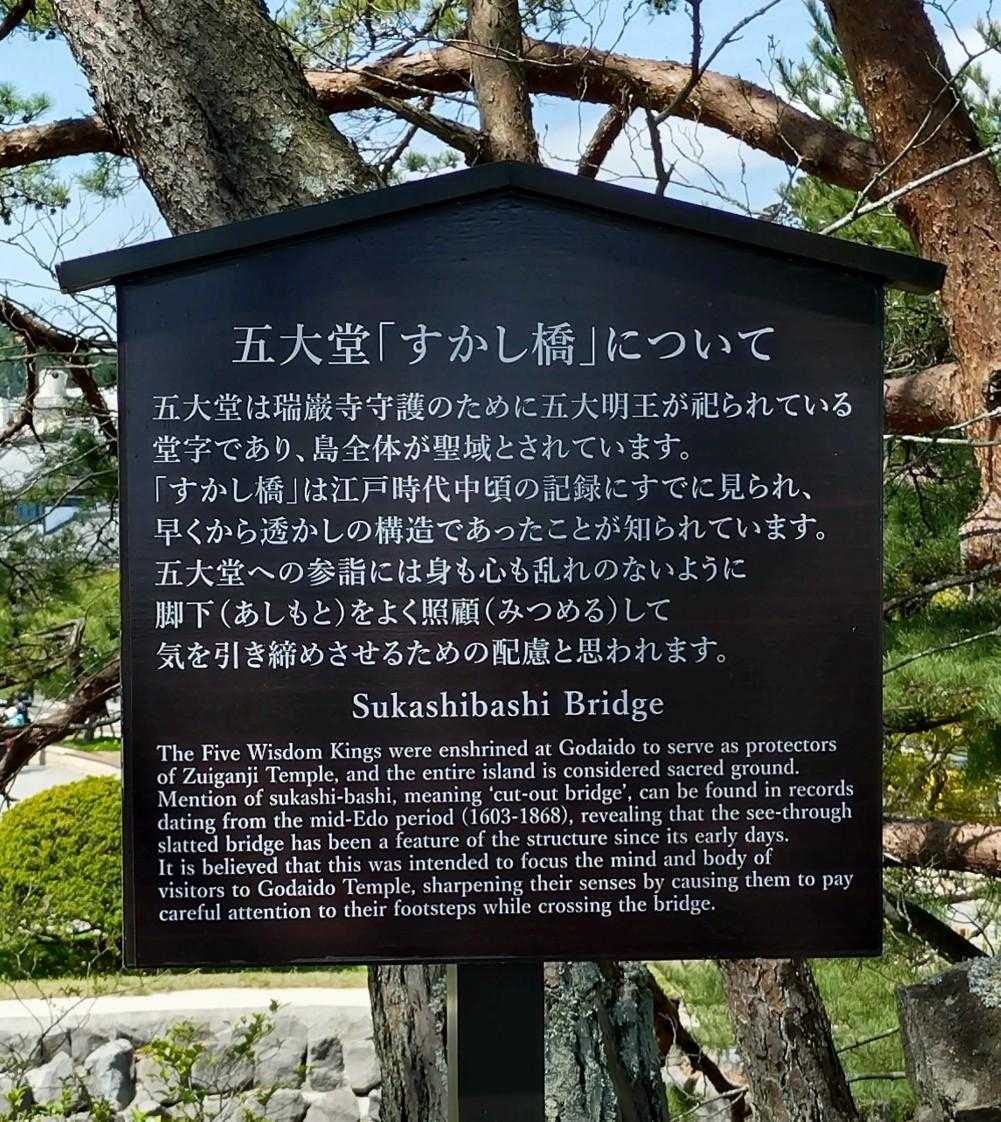 五大堂「すかし橋」について
五大堂は瑞巌寺守護のために五大明王が祀られている
堂字であり、島全体が聖域とされています。
「すかし橋」は江戸時代中頃の記録にすでに見られ、
早くから透かしの構造であったことが知られています。
五大堂への参詣には身も心も乱れのないように
脚下(あしもと)をよく照顧(みつめる)して
気を引き締めさせるための配慮と思われます。
Sukashibashi Bridge
The Five Wisdom Kings were enshrined at Godaido to serve as protectors
of Zuiganji Temple, and the entire island is considered sacred ground.
Mention of sukashi-bashi, meaning ‘cut-out bridge’, can be found in records
dating from the mid-Edo period (1603-1868), revealing that the see-through
slatted bridge has been a feature of the structure since its early days.
It is believed that this was intended to focus the mind and body of
visitors to Godaido Temple, sharpening their senses by causing them to pay
careful attention to their footsteps while crossing the bridge.